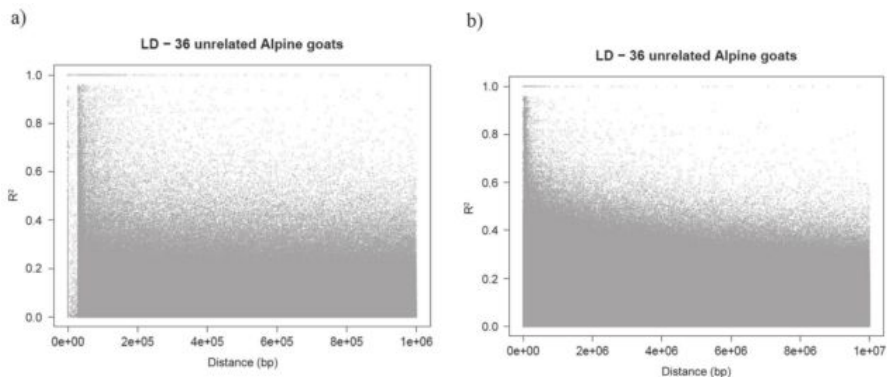 a)
LD − 36 unrelated Alpine goats
1.0
0.8
0.6
0.4
0.2
0.0
R²
0e+00 2e+05 4e+05 6e+05 8e+05 1e+06
Distance (bp)
b)
LD − 36 unrelated Alpine goats
1.0
0.8
0.6
0.4
0.2
0.0
R²
0e+00 2e+06 4e+06 6e+06 8e+06 1e+07
Distance (bp)